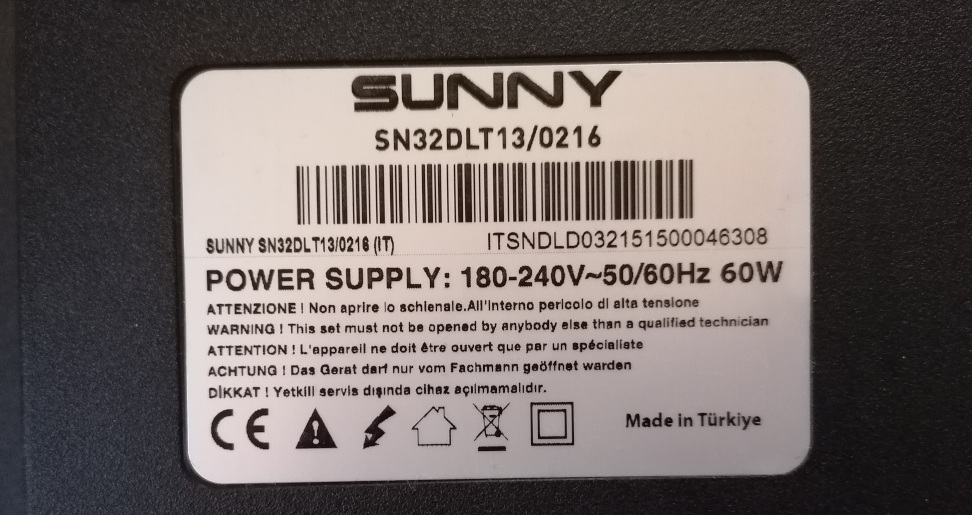 SUNNY
SN32DLT13/0216
SUNNY SN32DLT13/0216 (IT) ITSNDLD032151500046308
POWER SUPPLY: 180-240V~50/60Hz 60W
ATTENZIONE ! Non aprire lo schienale.All'interno pericolo di alta tensione
WARNING ! This set must not be opened by anybody else than a qualified technician
ATTENTION ! L'appareil ne doit être ouvert que par un spécialiste
ACHTUNG ! Das Gerat darf nur vom Fachmann geöffnet warden
DİKKAT ! Yetkili servis dışında cihaz açılmamalıdır.
CE Made in Türkiye